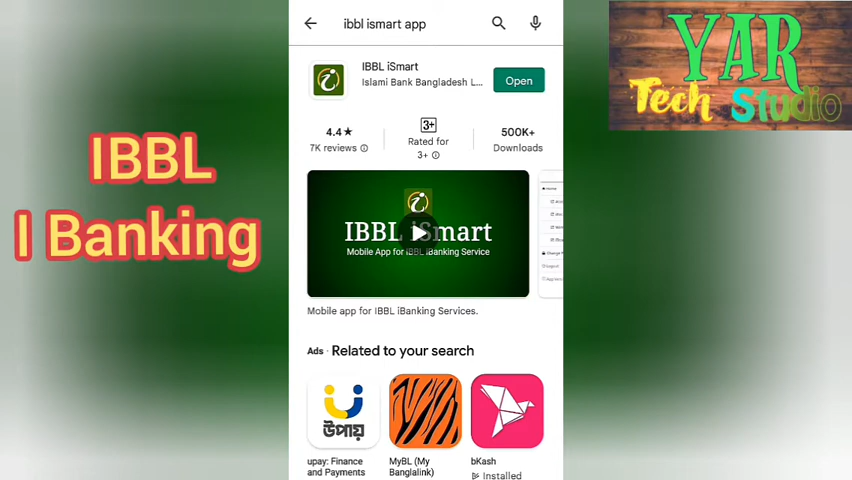 ibbl ismart app
YAR
Tech Studio
IBBL
I Banking
IBBL iSmart
Islami Bank Bangladesh L...
Open
4.4★
7K reviews
3+
Rated for
3+
500K+
Downloads
IBBL iSmart
Mobile App for IBBL iBanking Service
Mobile app for IBBL iBanking Services.
Ads · Related to your search
উপায়
upay: Finance
and Payments
MyBL (My
Banglalink)
bKash
Installed